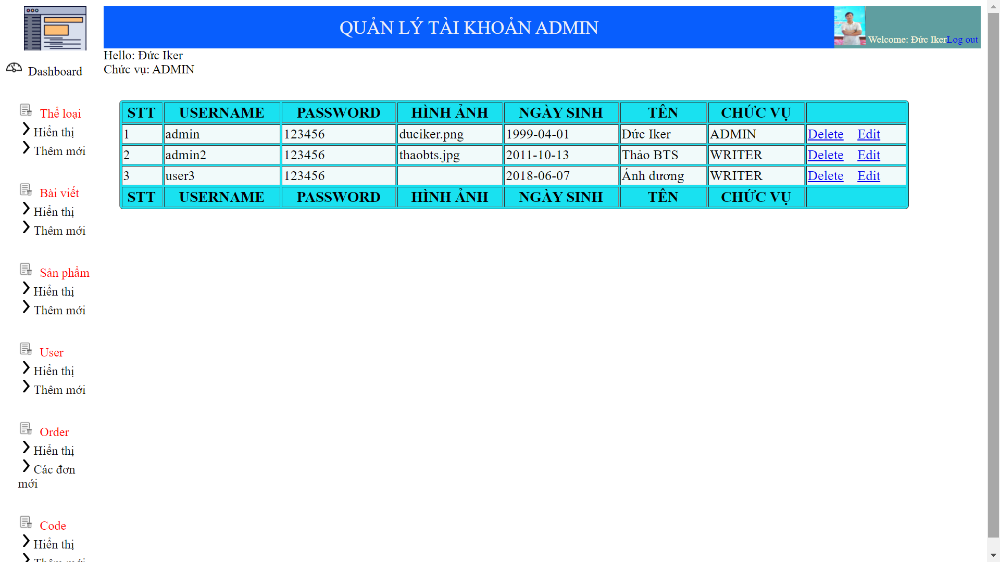 QUẢN LÝ TÀI KHOẢN ADMIN
Welcome: Đức Iker Log out
Hello: Đức Iker
Chức vụ: ADMIN
Dashboard
Thể loại
Hiển thị
Thêm mới
Bài viết
Hiển thị
Thêm mới
Sản phẩm
Hiển thị
Thêm mới
User
Hiển thị
Thêm mới
Order
Hiển thị
Các đơn
mới
Code
Hiển thị
Thêm mới
STT USERNAME PASSWORD HÌNH ẢNH NGÀY SINH TÊN CHỨC VỤ
1 admin 123456 duciker.png 1999-04-01 Đức Iker ADMIN Delete Edit
2 admin2 123456 thaobts.jpg 2011-10-13 Thảo BTS WRITER Delete Edit
3 user3 123456 2018-06-07 Ánh dương WRITER Delete Edit
STT USERNAME PASSWORD HÌNH ẢNH NGÀY SINH TÊN CHỨC VỤ